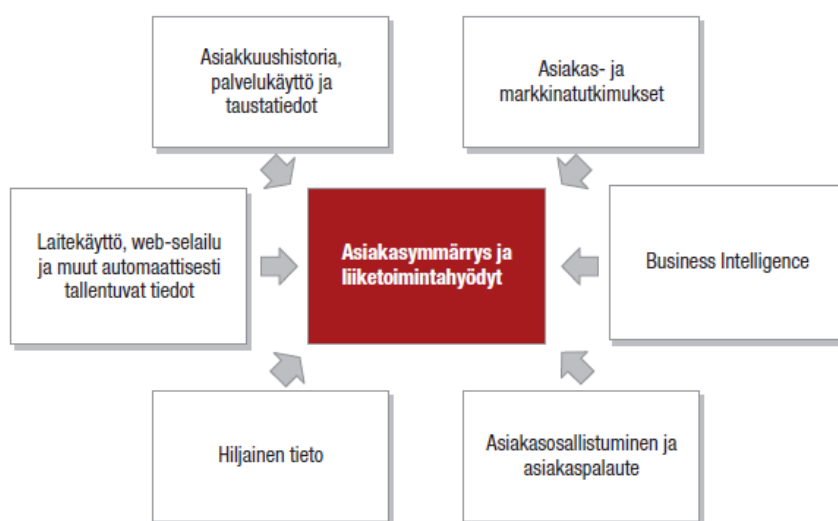 Asiakkuushistoria,
palvelukäyttö ja
taustatiedot
Asiakas- ja
markkinatutkimukset
Laitekäyttö, web-selailu
ja muut automaattisesti
tallentuvat tiedot
Asiakasymmärrys ja
liiketoimintahyödyt
Business Intelligence
Hiljainen tieto
Asiakasosallistuminen ja
asiakaspalaute